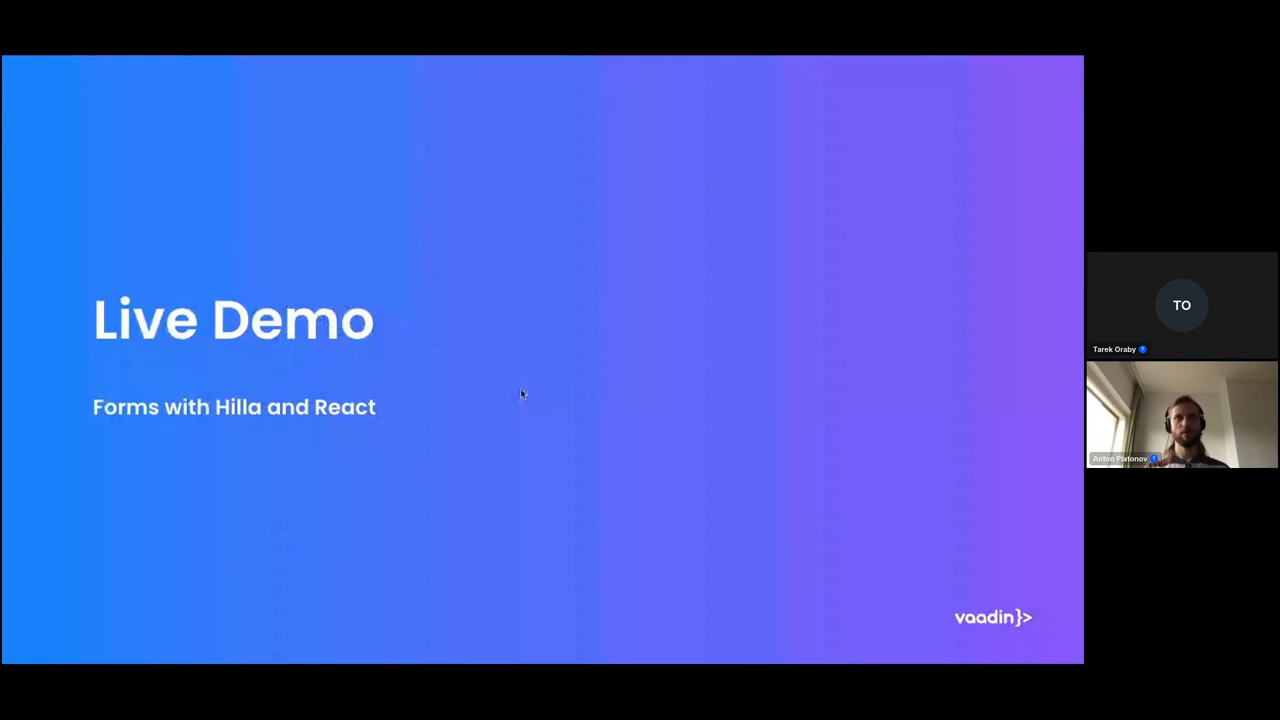 Live Demo
Forms with Hilla and React
vaadin}>
TO
Tarek Oraby
Anton Platonov